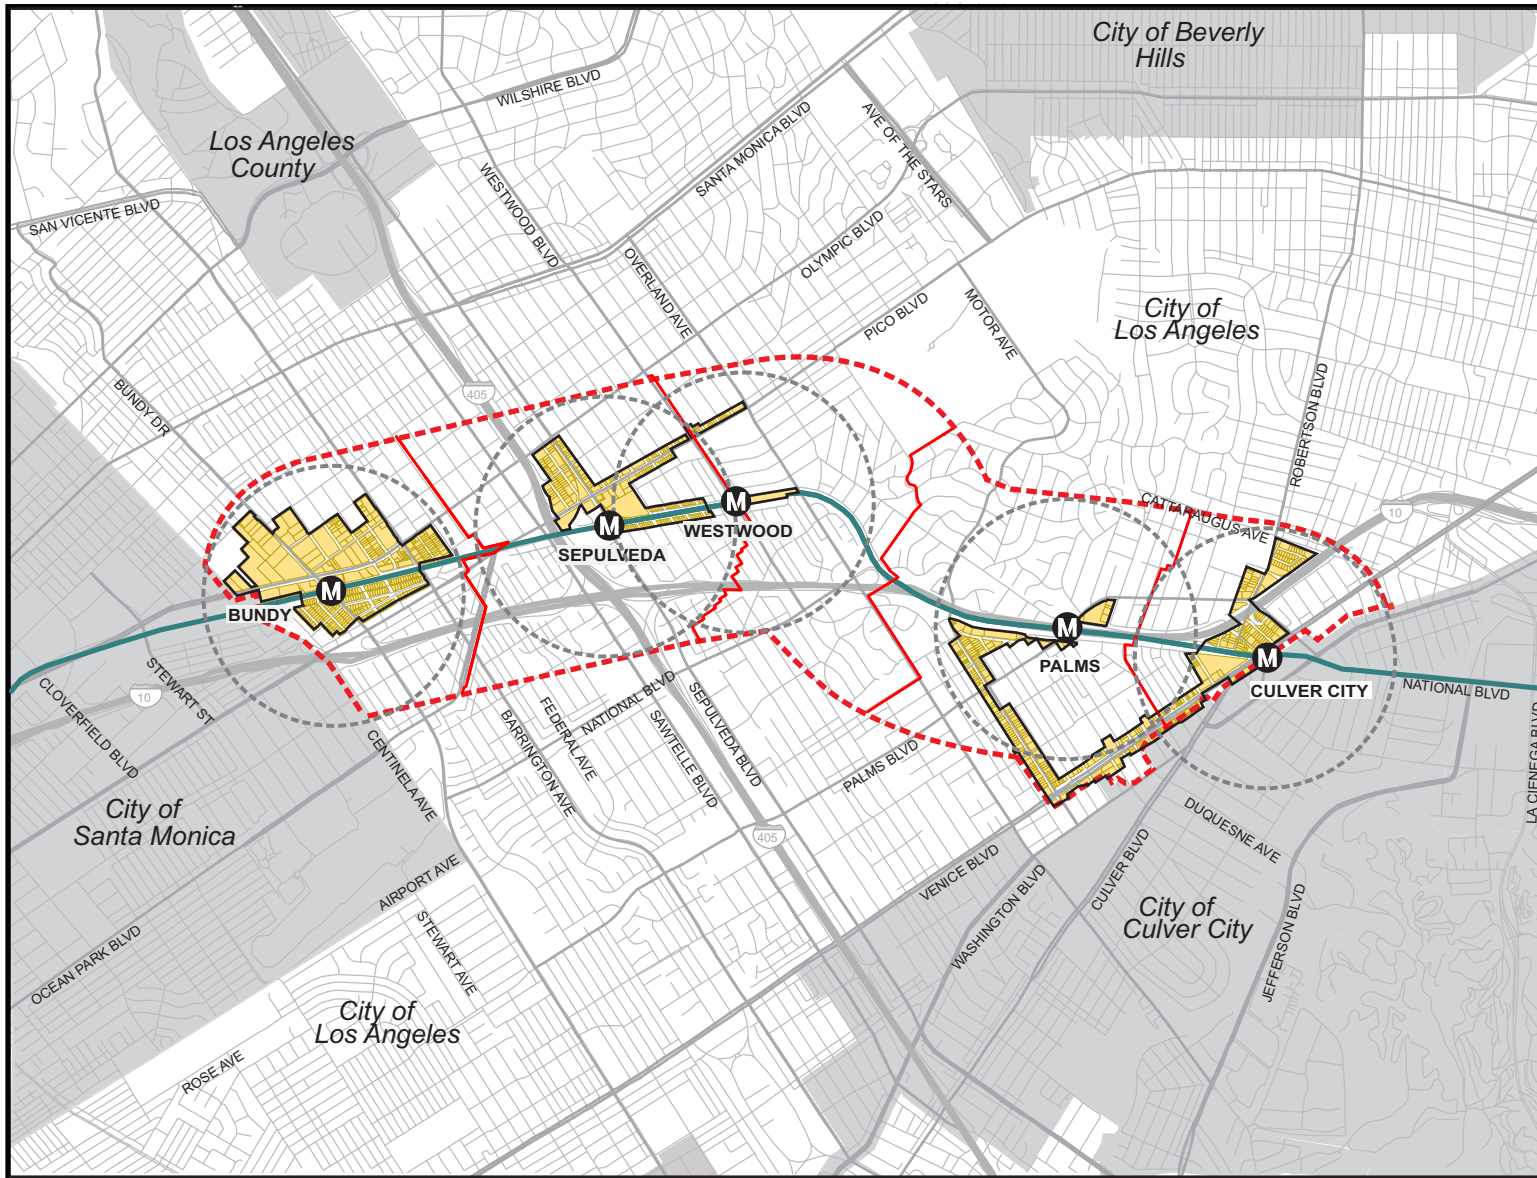 City of Beverly
Hills
WILSHIRE BLVD
AVE OF THE STARS
SANTA MONICA BLVD
Los Angeles
County
WESTWOOD BLVD
SAN VICENTE BLVD
OLYMPIC BLVD
OVERLAND AVE
PICO BLVD
MOTOR AVE
City of
Los Angeles
405
BUNDY DR
ROBERTSON BLVD
CATTARAUGUS AVE
10
M
WESTWOOD
M
SEPULVEDA
M
BUNDY
M
PALMS
M
CULVER CITY
NATIONAL BLVD
STEWART ST
10
CLOVERFIELD BLVD
CENTINELA AVE
BARRINGTON AVE
FEDERAL AVE
NATIONAL BLVD
SAWTELLE BLVD
SEPULVEDA BLVD
PALMS BLVD
LA CIENEGA BLVD
City of
Santa Monica
405
DUQUESNE AVE
VENICE BLVD
WASHINGTON BLVD
CULVER BLVD
AIRPORT AVE
STEWART AVE
OCEAN PARK BLVD
City of
Culver City
JEFFERSON BLVD
City of
Los Angeles
ROSE AVE